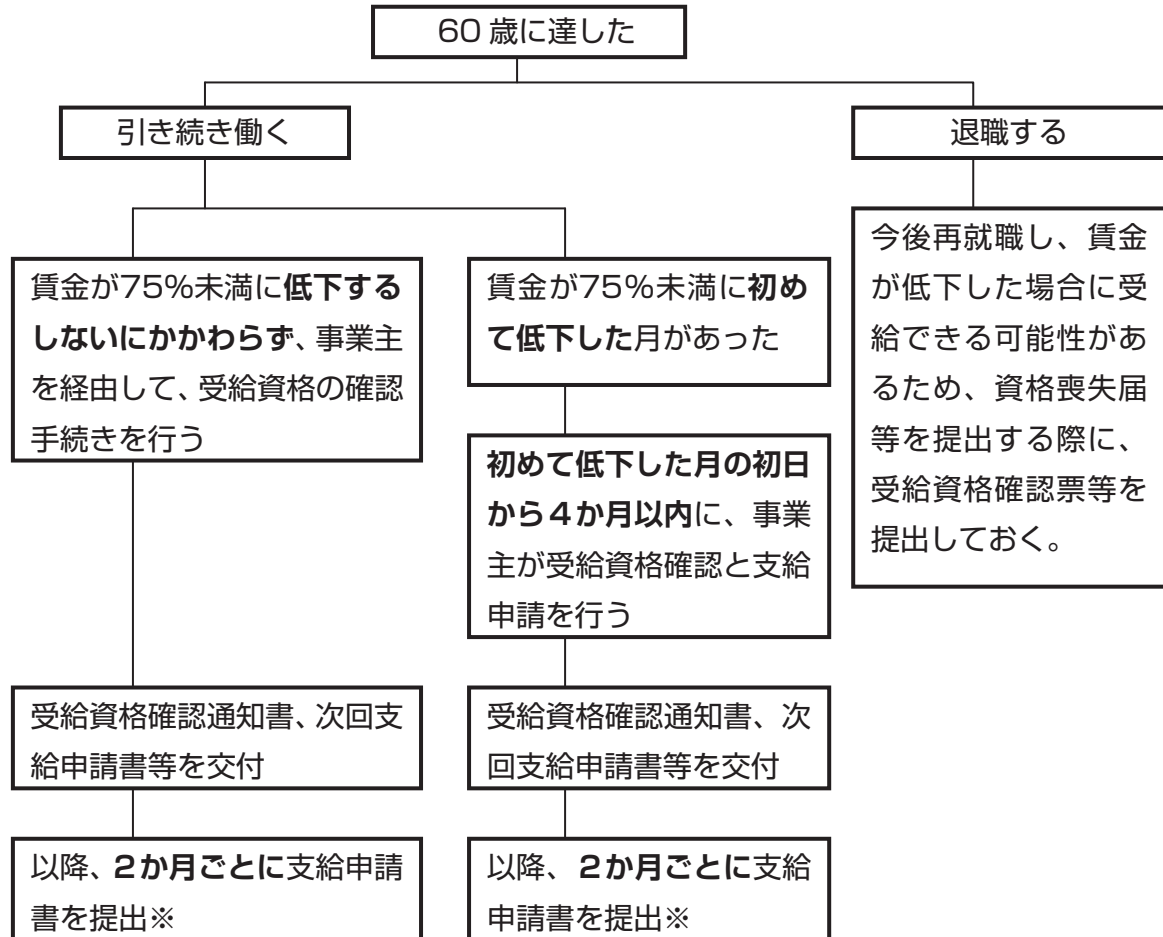 60歳に達した
引き続き働く
退職する
賃金が75%未満に低下する
しないにかかわらず、事業主
を経由して、受給資格の確認
手続きを行う
賃金が75%未満に初め
て低下した月があった
初めて低下した月の初日
から4か月以内に、事業
主が受給資格確認と支給
申請を行う
今後再就職し、賃金
が低下した場合に受
給できる可能性があ
るため、資格喪失届
等を提出する際に、
受給資格確認票等を
提出しておく。
受給資格確認通知書、次回支
給申請書等を交付
受給資格確認通知書、次
回支給申請書等を交付
以降、2か月ごとに支給申請
書を提出※
以降、2か月ごとに支給
申請書を提出※